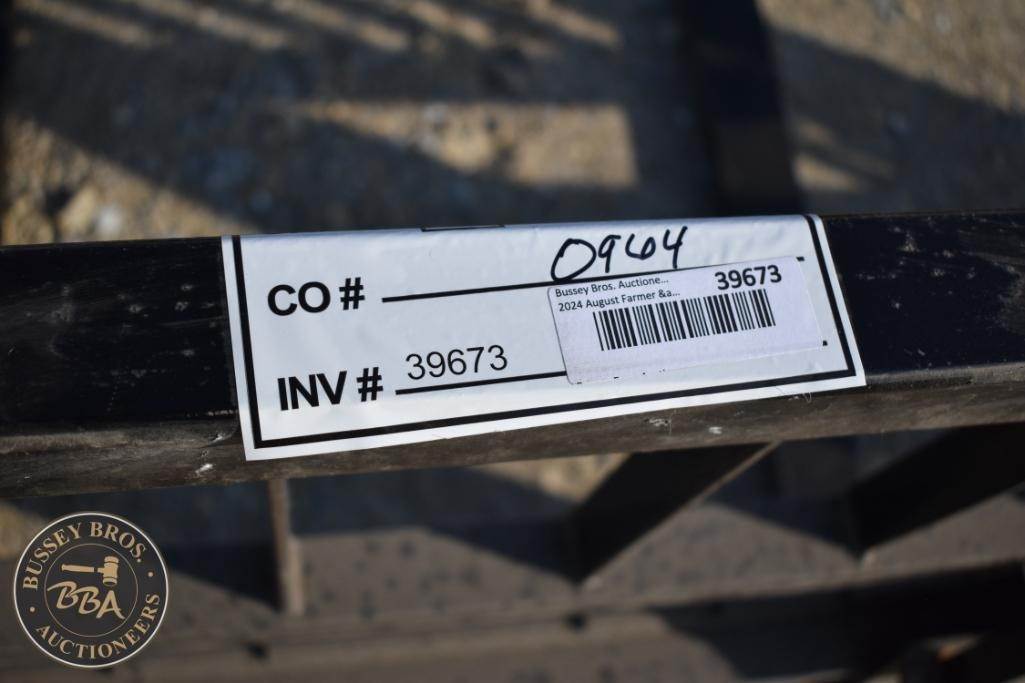 CO # 0964
Bussey Bros. Auctione... 39673
2024 August Farmer &a...
INV # 39673
BUSSEY BROS.
BBA
AUCTIONEERS